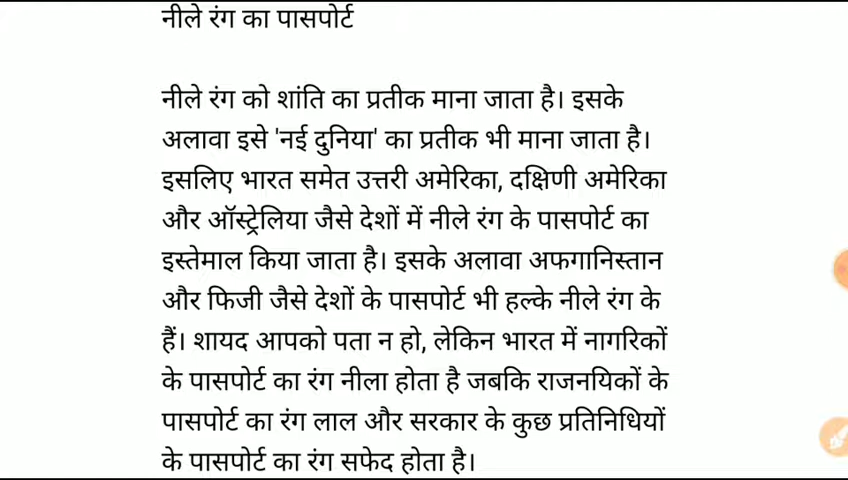 नीले रंग का पासपोर्ट
नीले रंग को शांति का प्रतीक माना जाता है। इसके
अलावा इसे 'नई दुनिया' का प्रतीक भी माना जाता है।
इसलिए भारत समेत उत्तरी अमेरिका, दक्षिणी अमेरिका
और ऑस्ट्रेलिया जैसे देशों में नीले रंग के पासपोर्ट का
इस्तेमाल किया जाता है। इसके अलावा अफगानिस्तान
और फिजी जैसे देशों के पासपोर्ट भी हल्के नीले रंग के
हैं। शायद आपको पता न हो, लेकिन भारत में नागरिकों
के पासपोर्ट का रंग नीला होता है जबकि राजनयिकों के
पासपोर्ट का रंग लाल और सरकार के कुछ प्रतिनिधियों
के पासपोर्ट का रंग सफेद होता है।